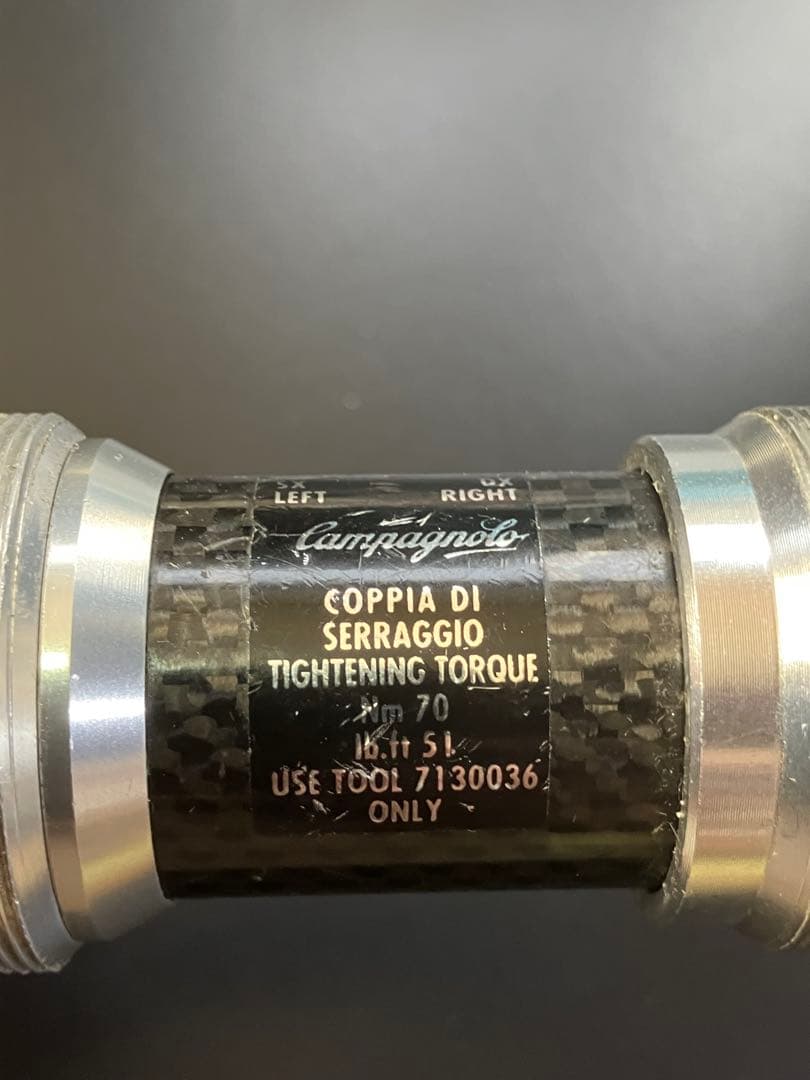 SX DX
LEFT RIGHT
Campagnolo
COPPIA DI
SERRAGGIO
TIGHTENING TORQUE
Nm 70
lb.ft 51
USE TOOL 7130036
ONLY